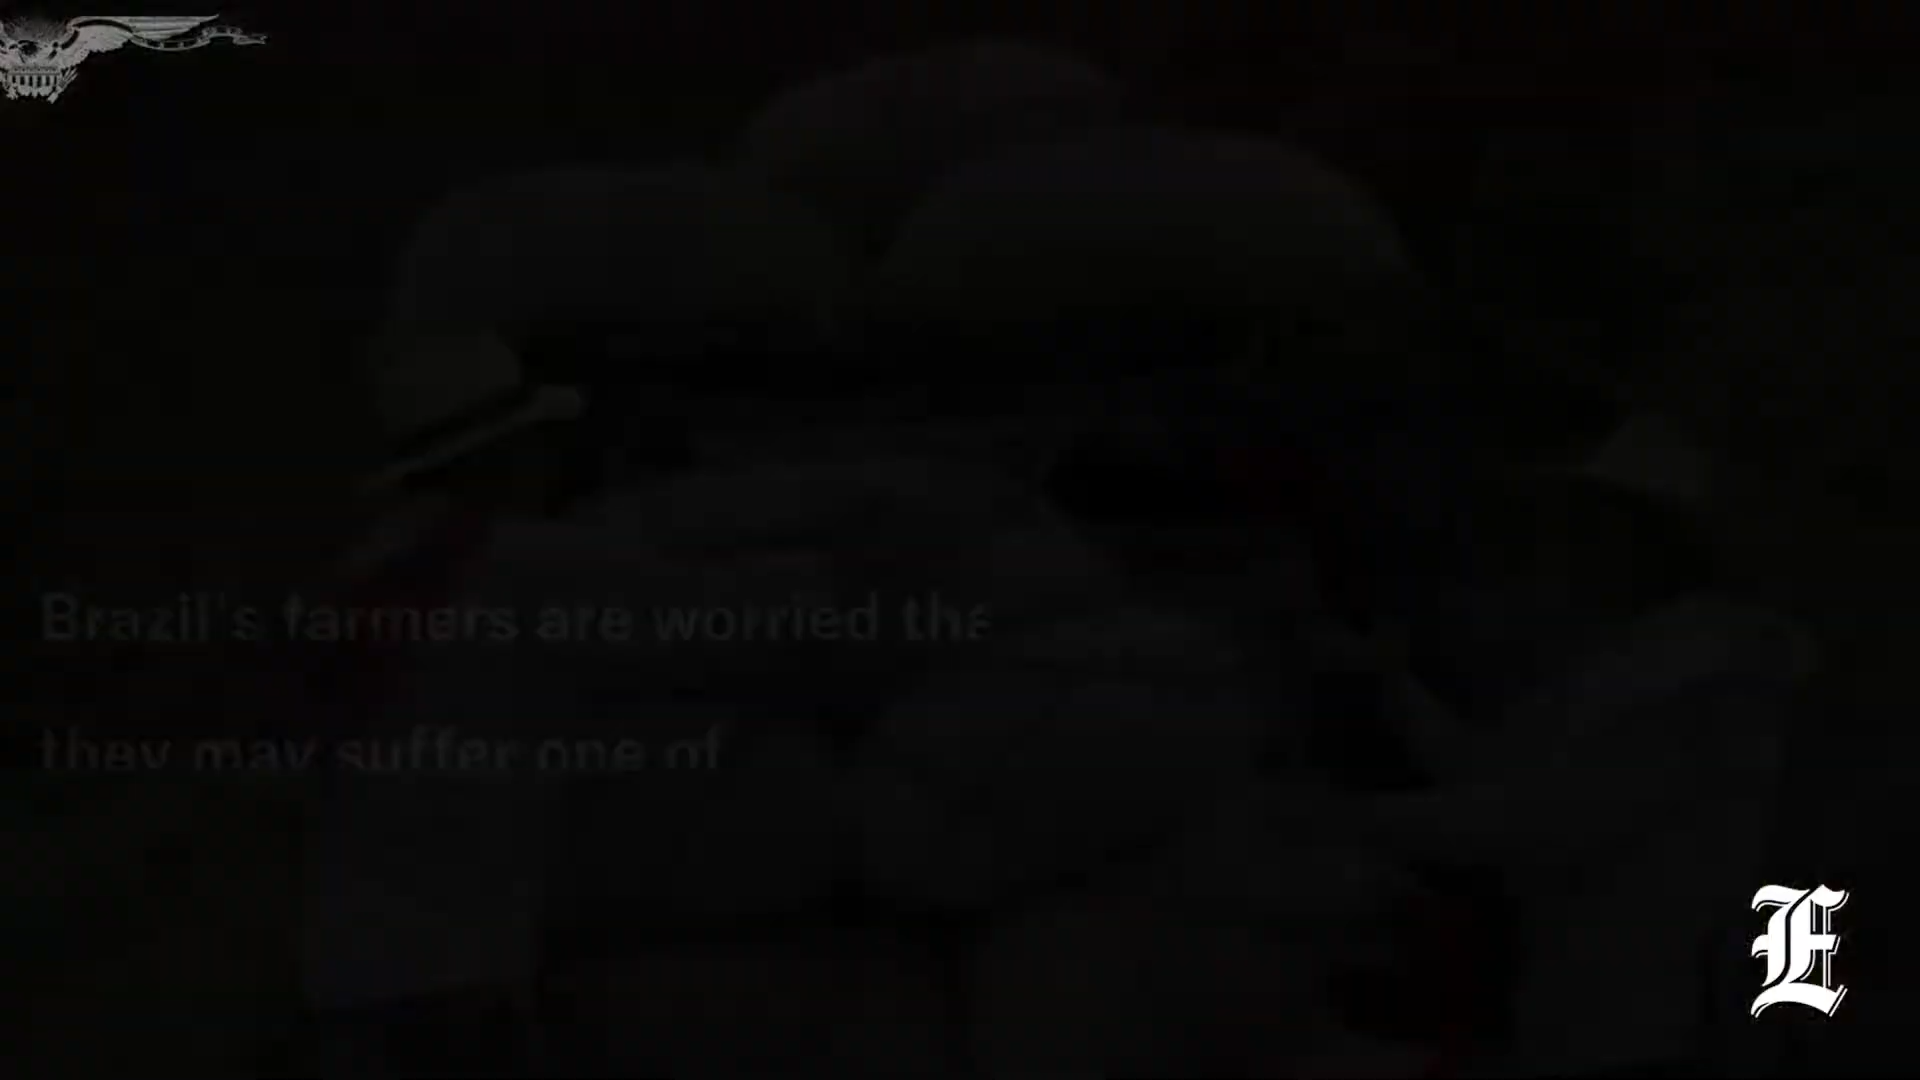 Brazil's farmers are worried tha
they may suffer one of
E